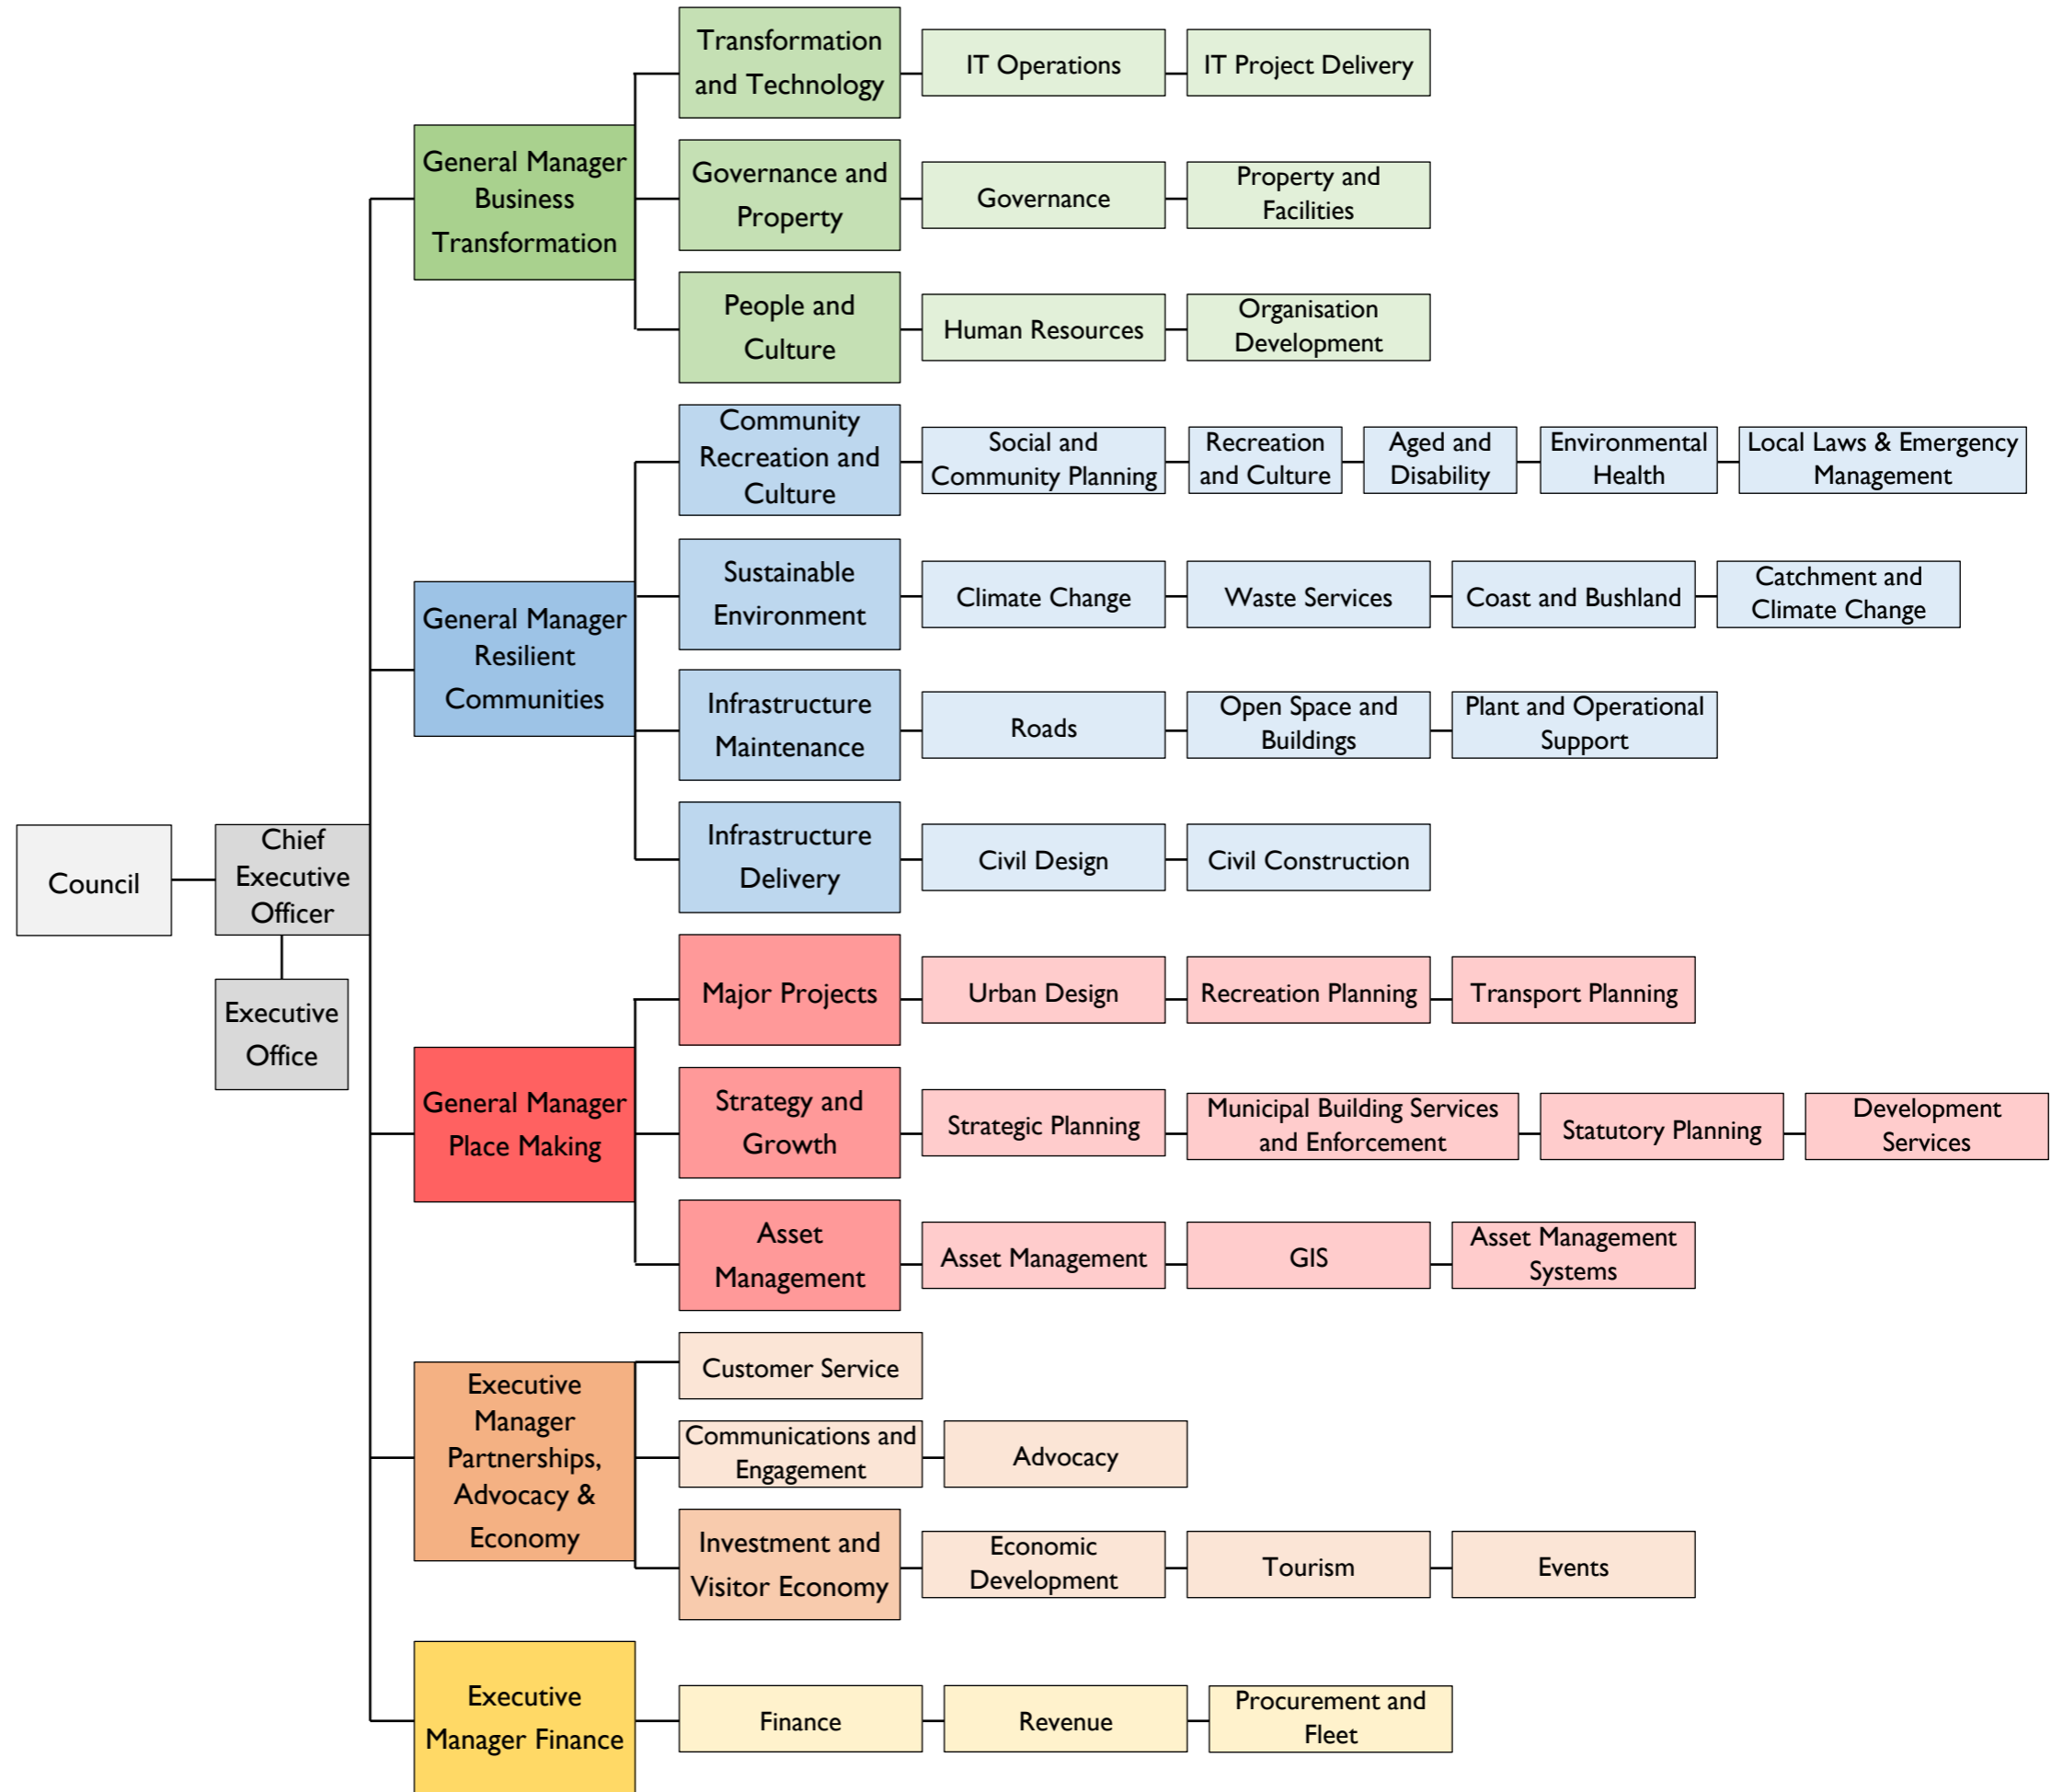 Transformation
and Technology
IT Operations
IT Project Delivery
General Manager
Business
Transformation
Governance and
Property
Governance
Property and
Facilities
People and
Culture
Human Resources
Organisation
Development
Community
Recreation and
Culture
Social and
Community Planning
Recreation
and Culture
Aged and
Disability
Environmental
Health
Local Laws & Emergency
Management
General Manager
Resilient
Communities
Sustainable
Environment
Climate Change
Waste Services
Coast and Bushland
Catchment and
Climate Change
Infrastructure
Maintenance
Roads
Open Space and
Buildings
Plant and Operational
Support
Infrastructure
Delivery
Civil Design
Civil Construction
Council
Chief
Executive
Officer
Executive
Office
Major Projects
Urban Design
Recreation Planning
Transport Planning
General Manager
Place Making
Strategy and
Growth
Strategic Planning
Municipal Building Services
and Enforcement
Statutory Planning
Development
Services
Asset
Management
Asset Management
GIS
Asset Management
Systems
Executive
Manager
Partnerships,
Advocacy &
Economy
Customer Service
Communications and
Engagement
Advocacy
Investment and
Visitor Economy
Economic
Development
Tourism
Events
Executive
Manager Finance
Finance
Revenue
Procurement and
Fleet